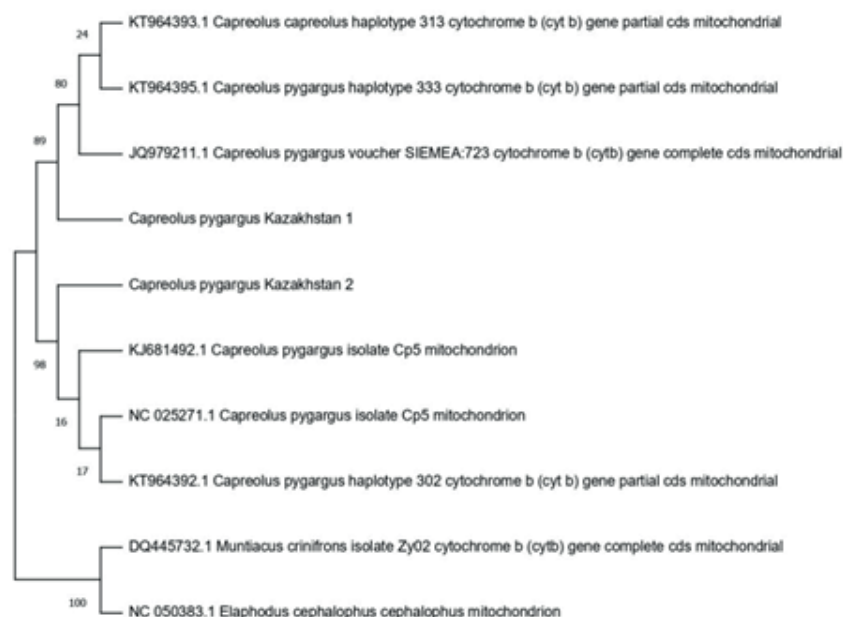 KT964393.1 Capreolus capreolus haplotype 313 cytochrome b (cyt b) gene partial cds mitochondrial
24
KT964395.1 Capreolus pygargus haplotype 333 cytochrome b (cyt b) gene partial cds mitochondrial
80
JQ979211.1 Capreolus pygargus voucher SIEMEA:723 cytochrome b (cytb) gene complete cds mitochondrial
89
Capreolus pygargus Kazakhstan 1
Capreolus pygargus Kazakhstan 2
KJ681492.1 Capreolus pygargus isolate Cp5 mitochondrion
98
NC 025271.1 Capreolus pygargus isolate Cp5 mitochondrion
16
KT964392.1 Capreolus pygargus haplotype 302 cytochrome b (cyt b) gene partial cds mitochondrial
17
DQ445732.1 Muntiacus crinifrons isolate Zy02 cytochrome b (cytb) gene complete cds mitochondrial
100
NC 050383.1 Elaphodus cephalophus cephalophus mitochondrion